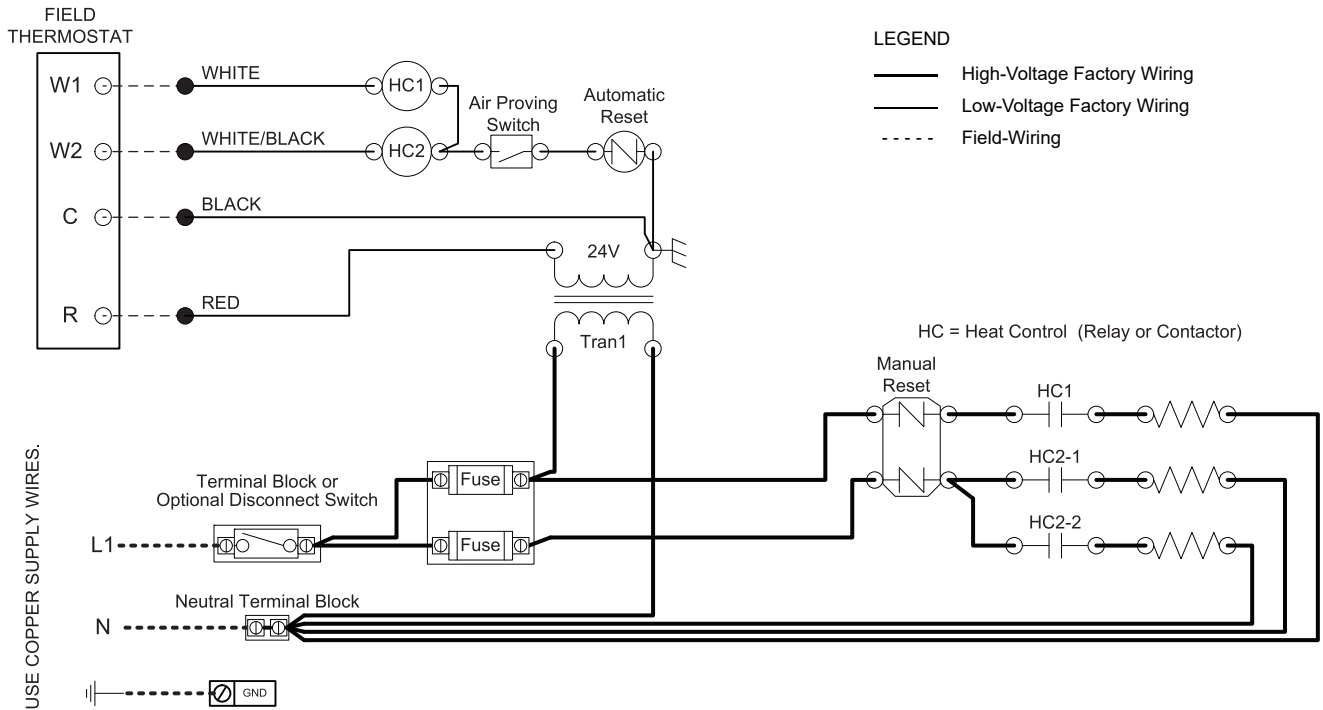 FIELD
THERMOSTAT
W1
W2
C
R
WHITE
WHITE/BLACK
BLACK
RED
HC1
HC2
Air Proving
Switch
Automatic
Reset
24V
Tran1
LEGEND
High-Voltage Factory Wiring
Low-Voltage Factory Wiring
Field-Wiring
HC = Heat Control (Relay or Contactor)
Manual
Reset
HC1
HC2-1
HC2-2
Terminal Block or
Optional Disconnect Switch
Fuse
Fuse
L1
Neutral Terminal Block
N
GND
USE COPPER SUPPLY WIRES.